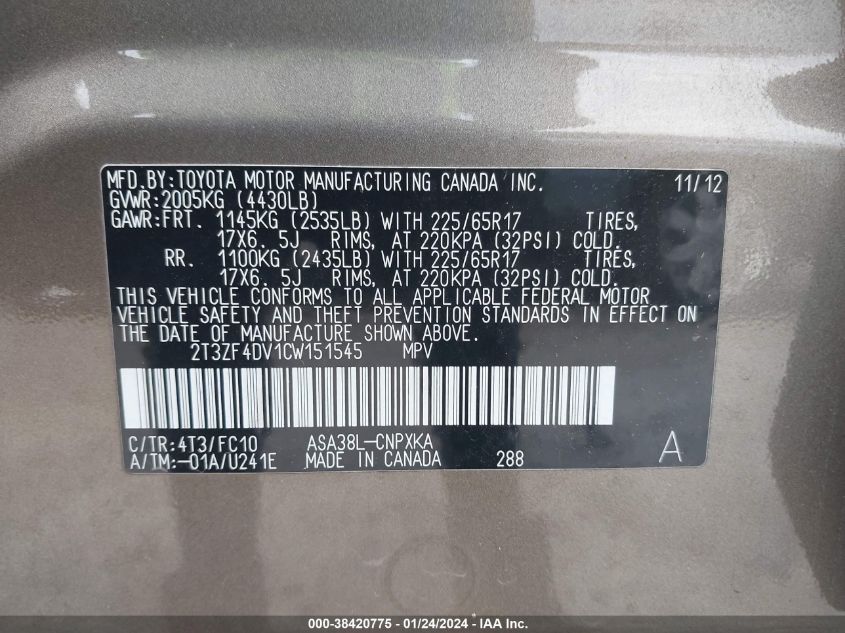 MFD.BY:TOYOTA MOTOR MANUFACTURING CANADA INC. 11/12
GVWR:2005KG (4430LB)
GAWR:FRT. 1145KG (2535LB) WITH 225/65R17 TIRES,
17X6. 5J RIMS, AT 220KPA (32PSI) COLD.
RR. 1100KG (2435LB) WITH 225/65R17 TIRES,
17X6. 5J RIMS, AT 220KPA (32PSI) COLD.
THIS VEHICLE CONFORMS TO ALL APPLICABLE FEDERAL MOTOR
VEHICLE SAFETY AND THEFT PREVENTION STANDARDS IN EFFECT ON
THE DATE OF MANUFACTURE SHOWN ABOVE.
2T3ZF4DV1CW151545 MPV
C/TR:4T3/FC10 ASA38L-CNPXKA A
A/TM:-01A/U241E MADE IN CANADA 288
000-38420775 - 01/24/2024 - IAA Inc.